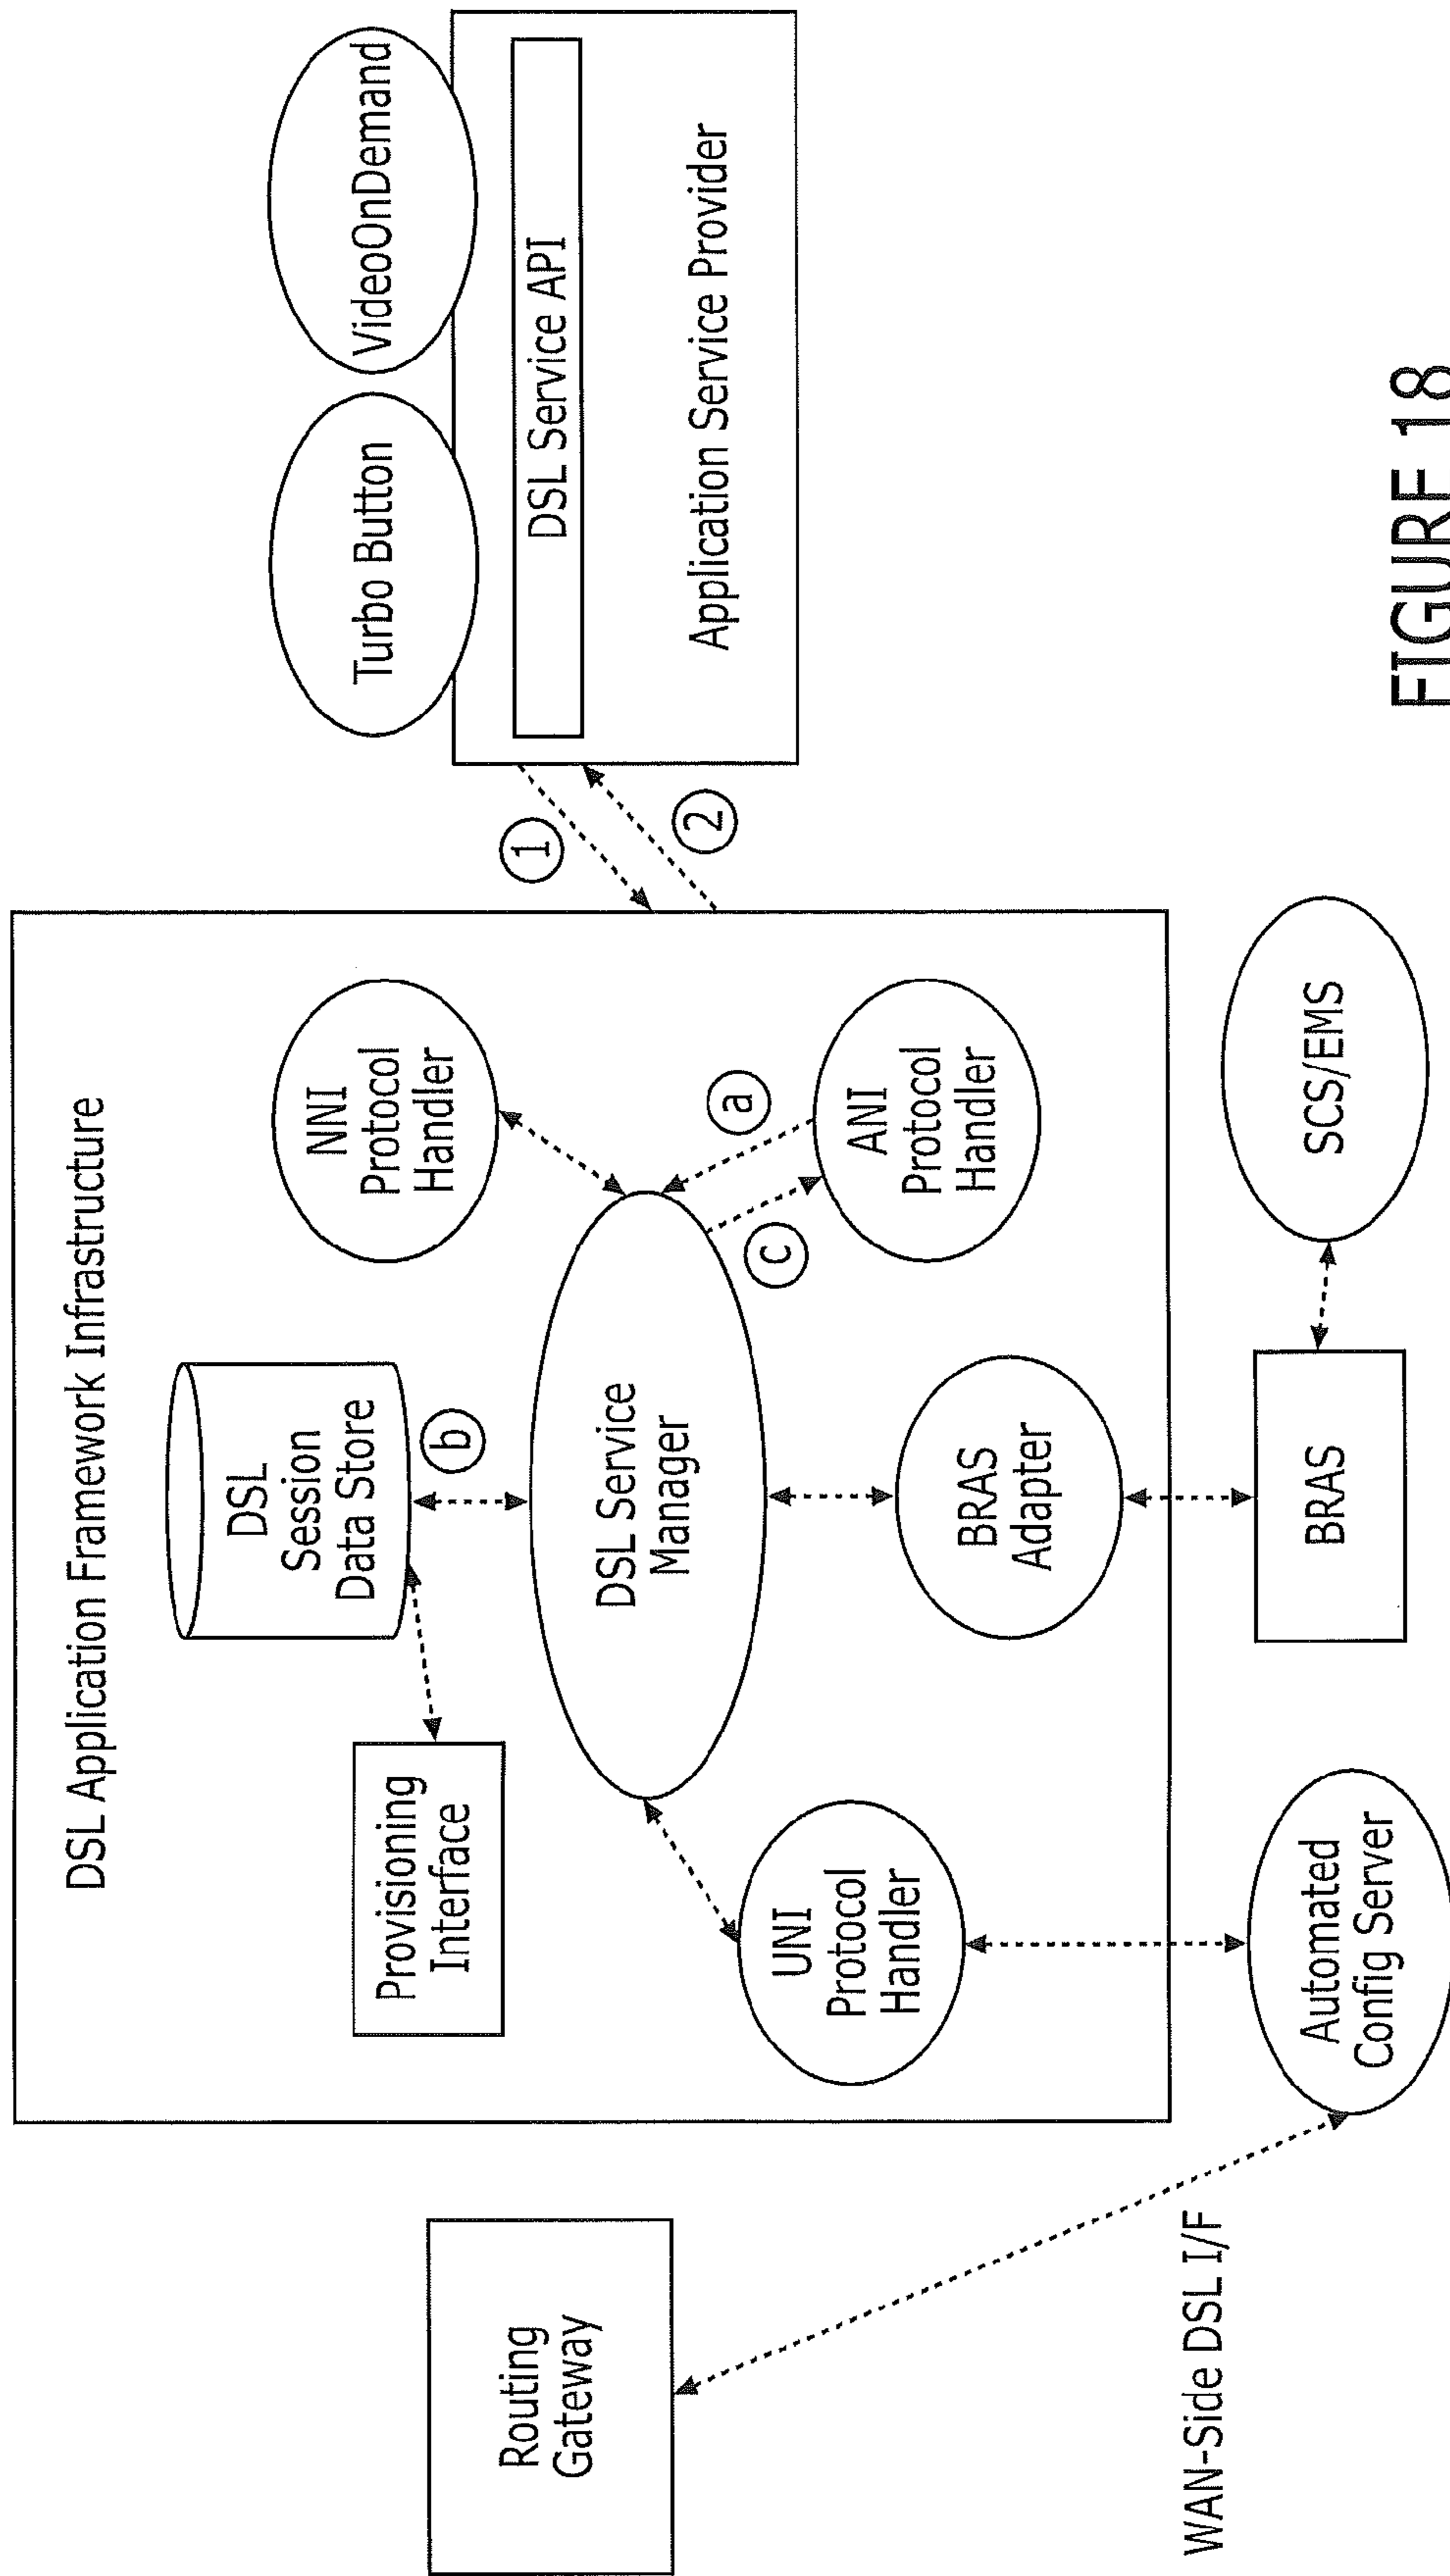 DSL Application Framework Infrastructure
Routing
Gateway
Provisioning
Interface
DSL
Session
Data Store
b
NNI
Protocol
Handler
DSL Service
Manager
a
c
UNI
Protocol
Handler
BRAS
Adapter
ANI
Protocol
Handler
1
2
Turbo Button
VideoOnDemand
DSL Service API
Application Service Provider
WAN-Side DSL I/F
Automated
Config Server
BRAS
SCS/EMS
FIGURE 18